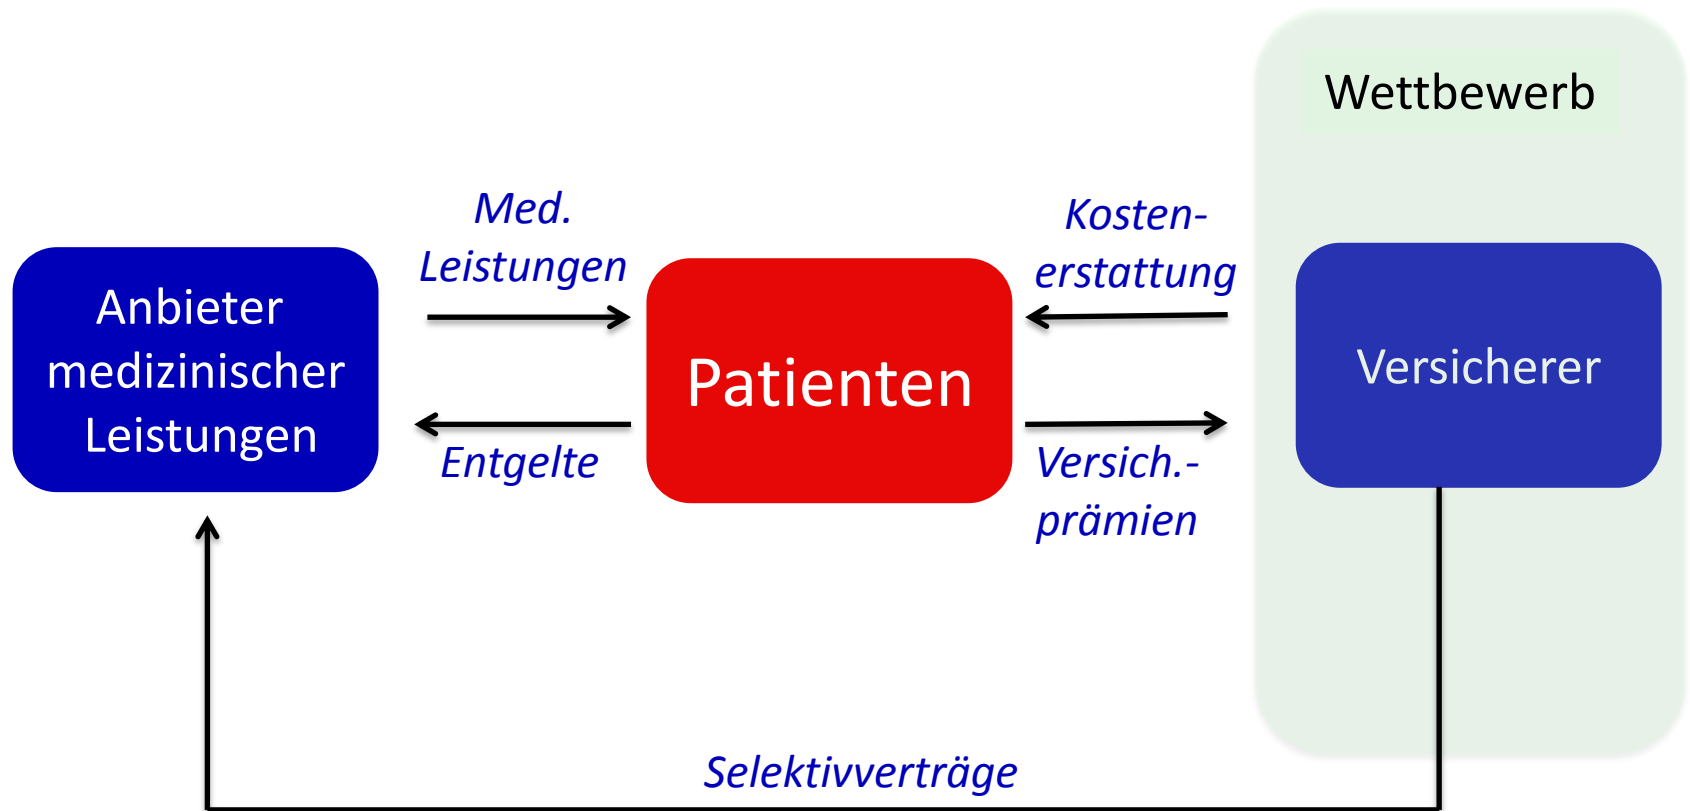 Wettbewerb
Med.
Leistungen
Kosten-
erstattung
Anbieter
medizinischer
Leistungen
Patienten
Versicherer
Entgelte
Versich.-
prämien
Selektivverträge